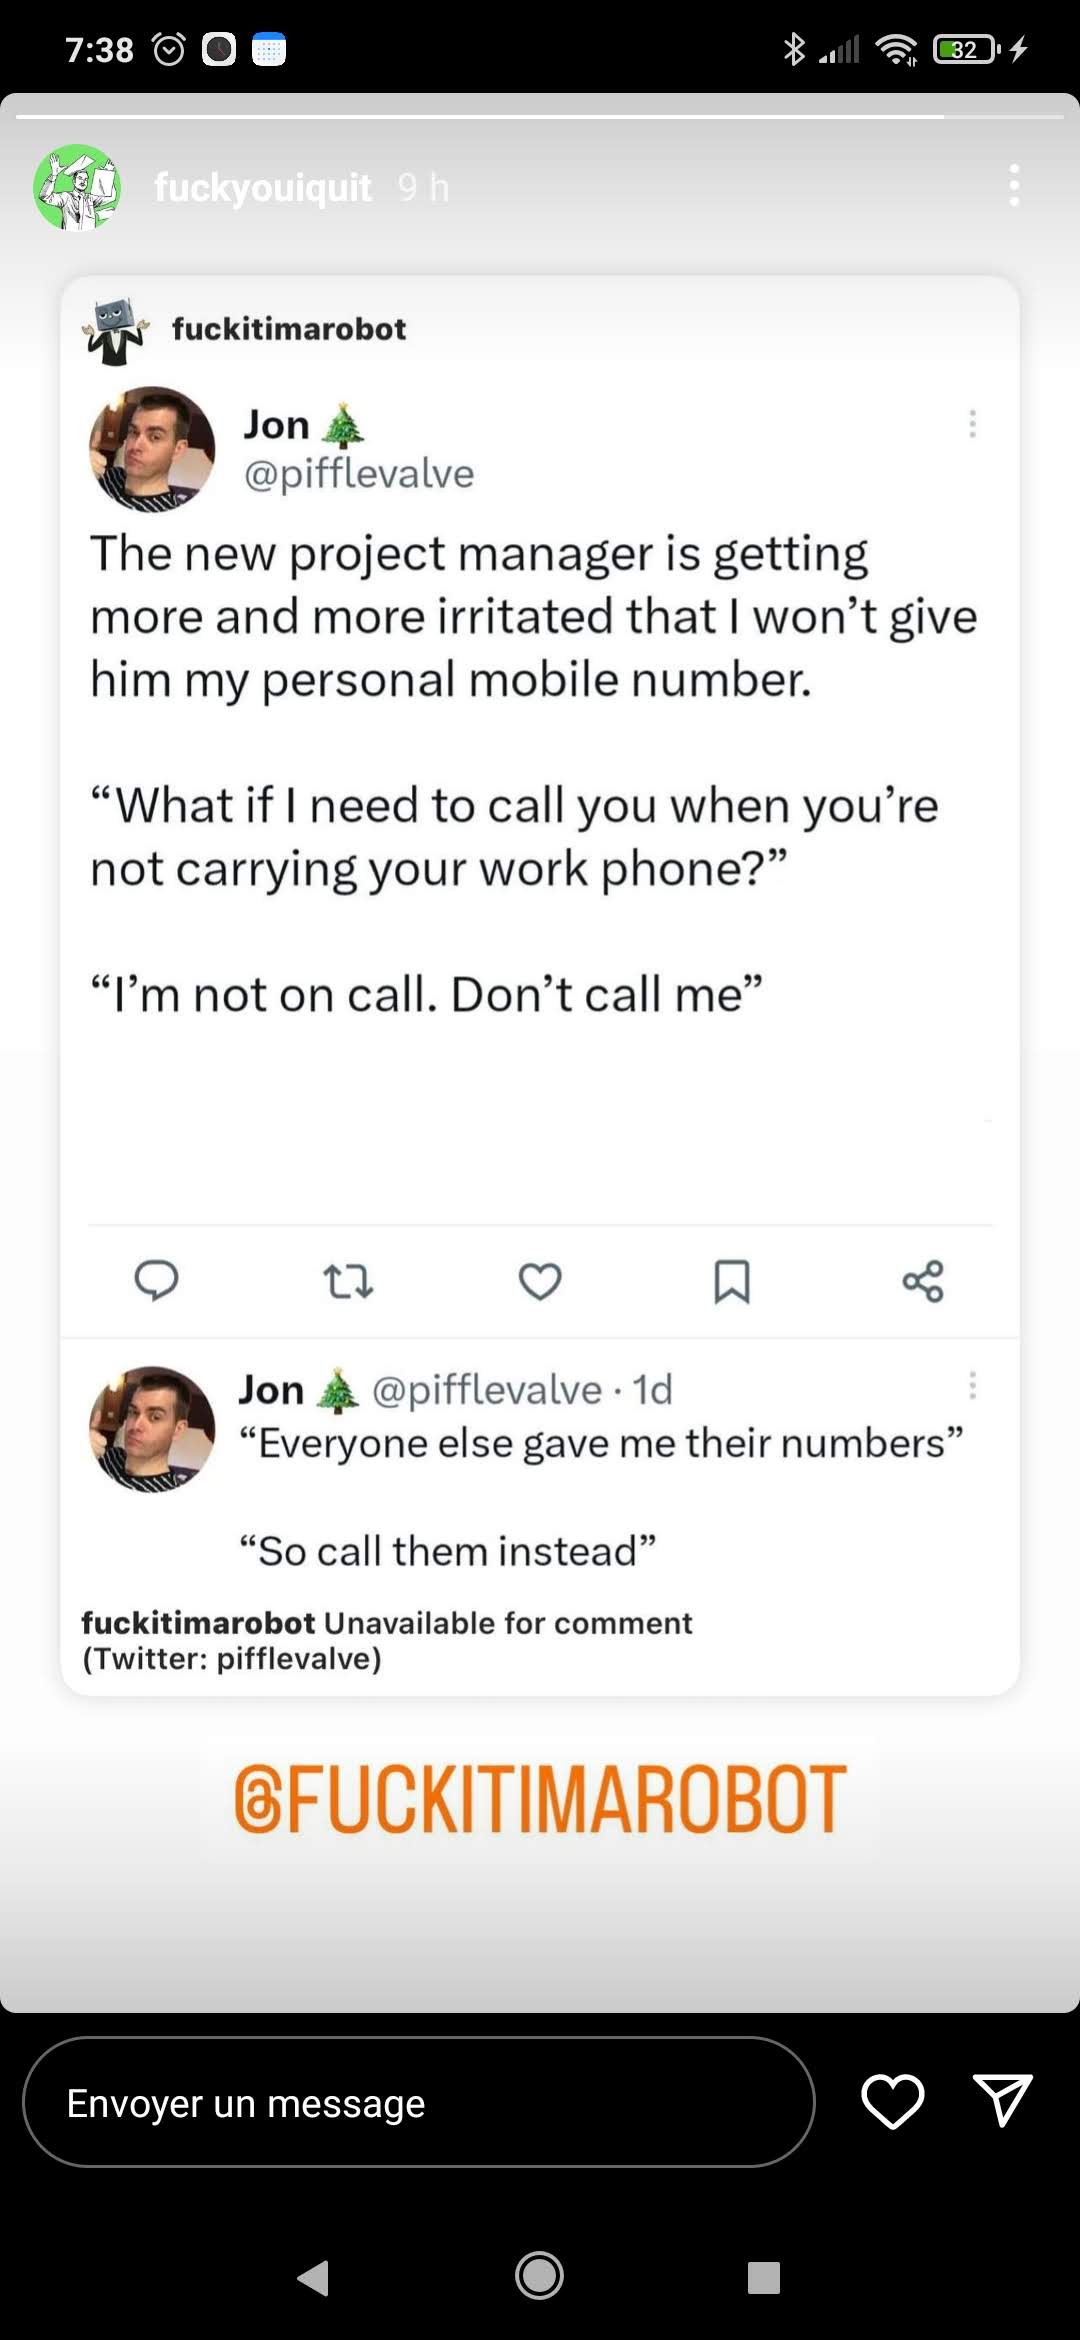 7:38
32
fuckyouiquit 9 h
fuckitimarobot
Jon
@pifflevalve
The new project manager is getting
more and more irritated that I won’t give
him my personal mobile number.
“What if I need to call you when you’re
not carrying your work phone?”
“I’m not on call. Don’t call me”
Jon @pifflevalve · 1d
“Everyone else gave me their numbers”
“So call them instead”
fuckitimarobot Unavailable for comment
(Twitter: pifflevalve)
@FUCKITIMAROBOT
Envoyer un message